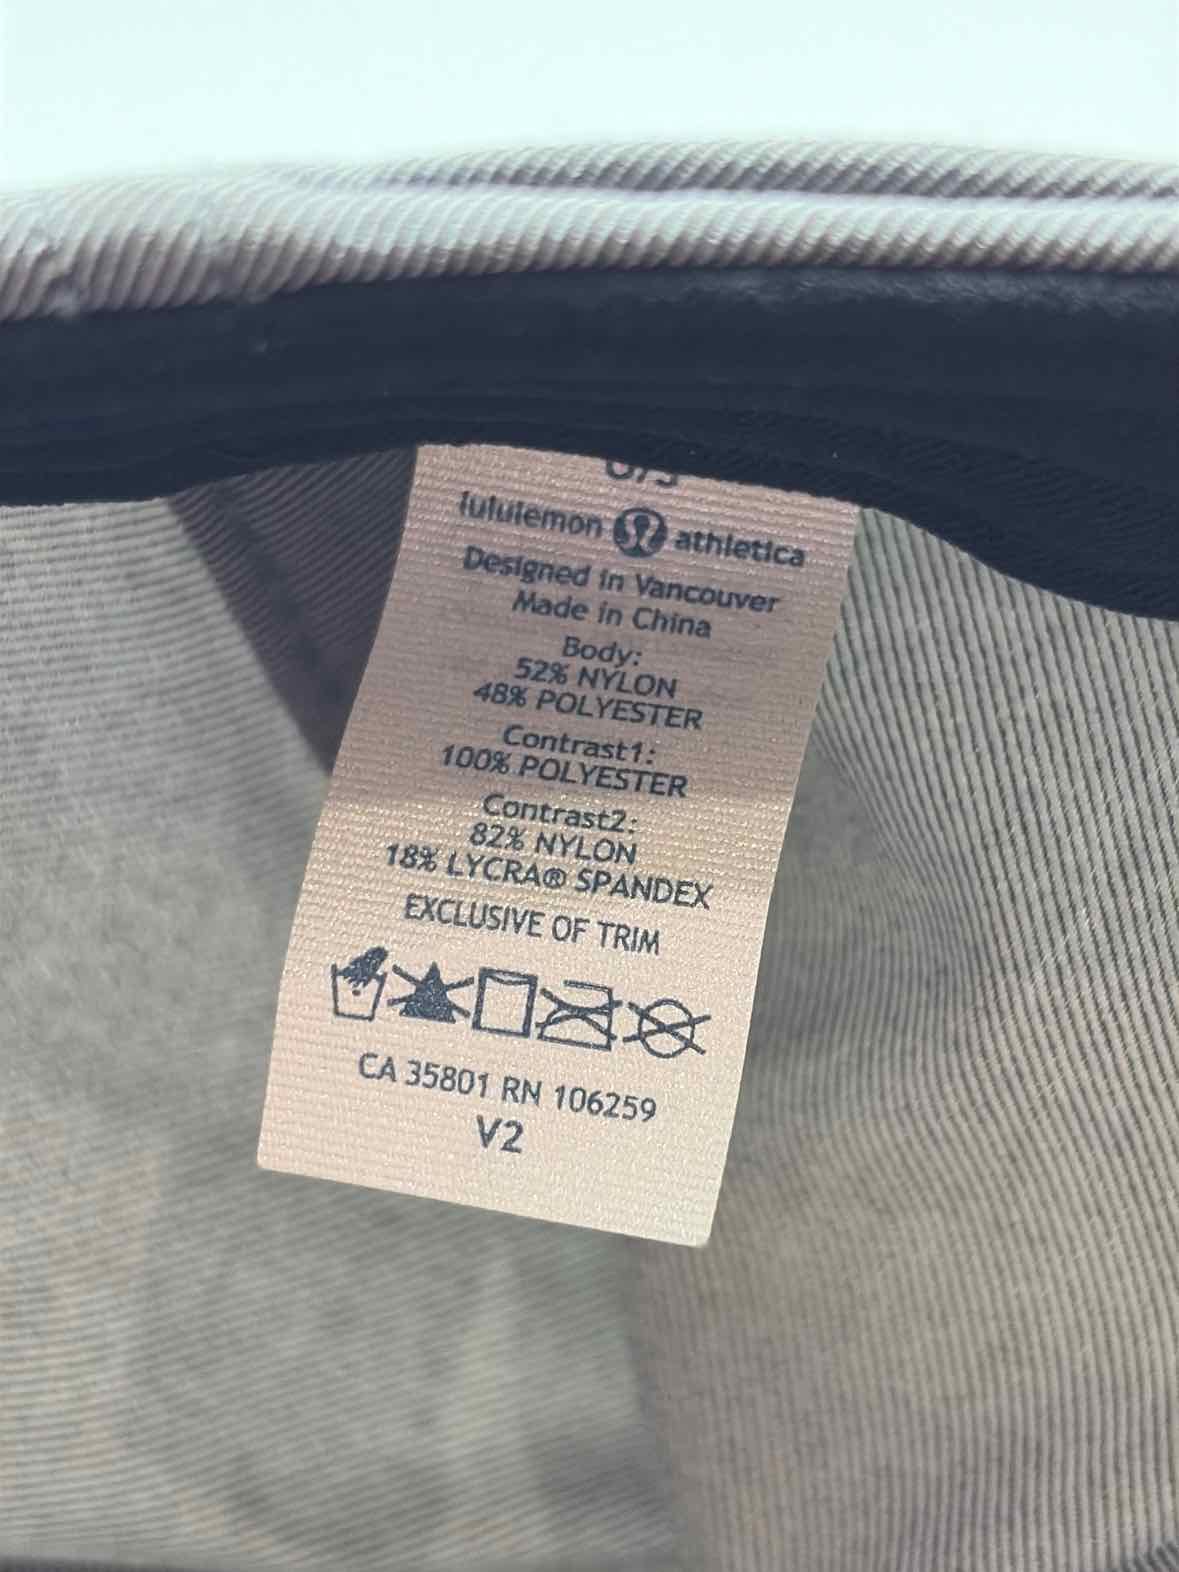 O/S
lululemon athletica
Designed in Vancouver
Made in China
Body:
52% NYLON
48% POLYESTER
Contrast1:
100% POLYESTER
Contrast2:
82% NYLON
18% LYCRA® SPANDEX
EXCLUSIVE OF TRIM
CA 35801 RN 106259
V2